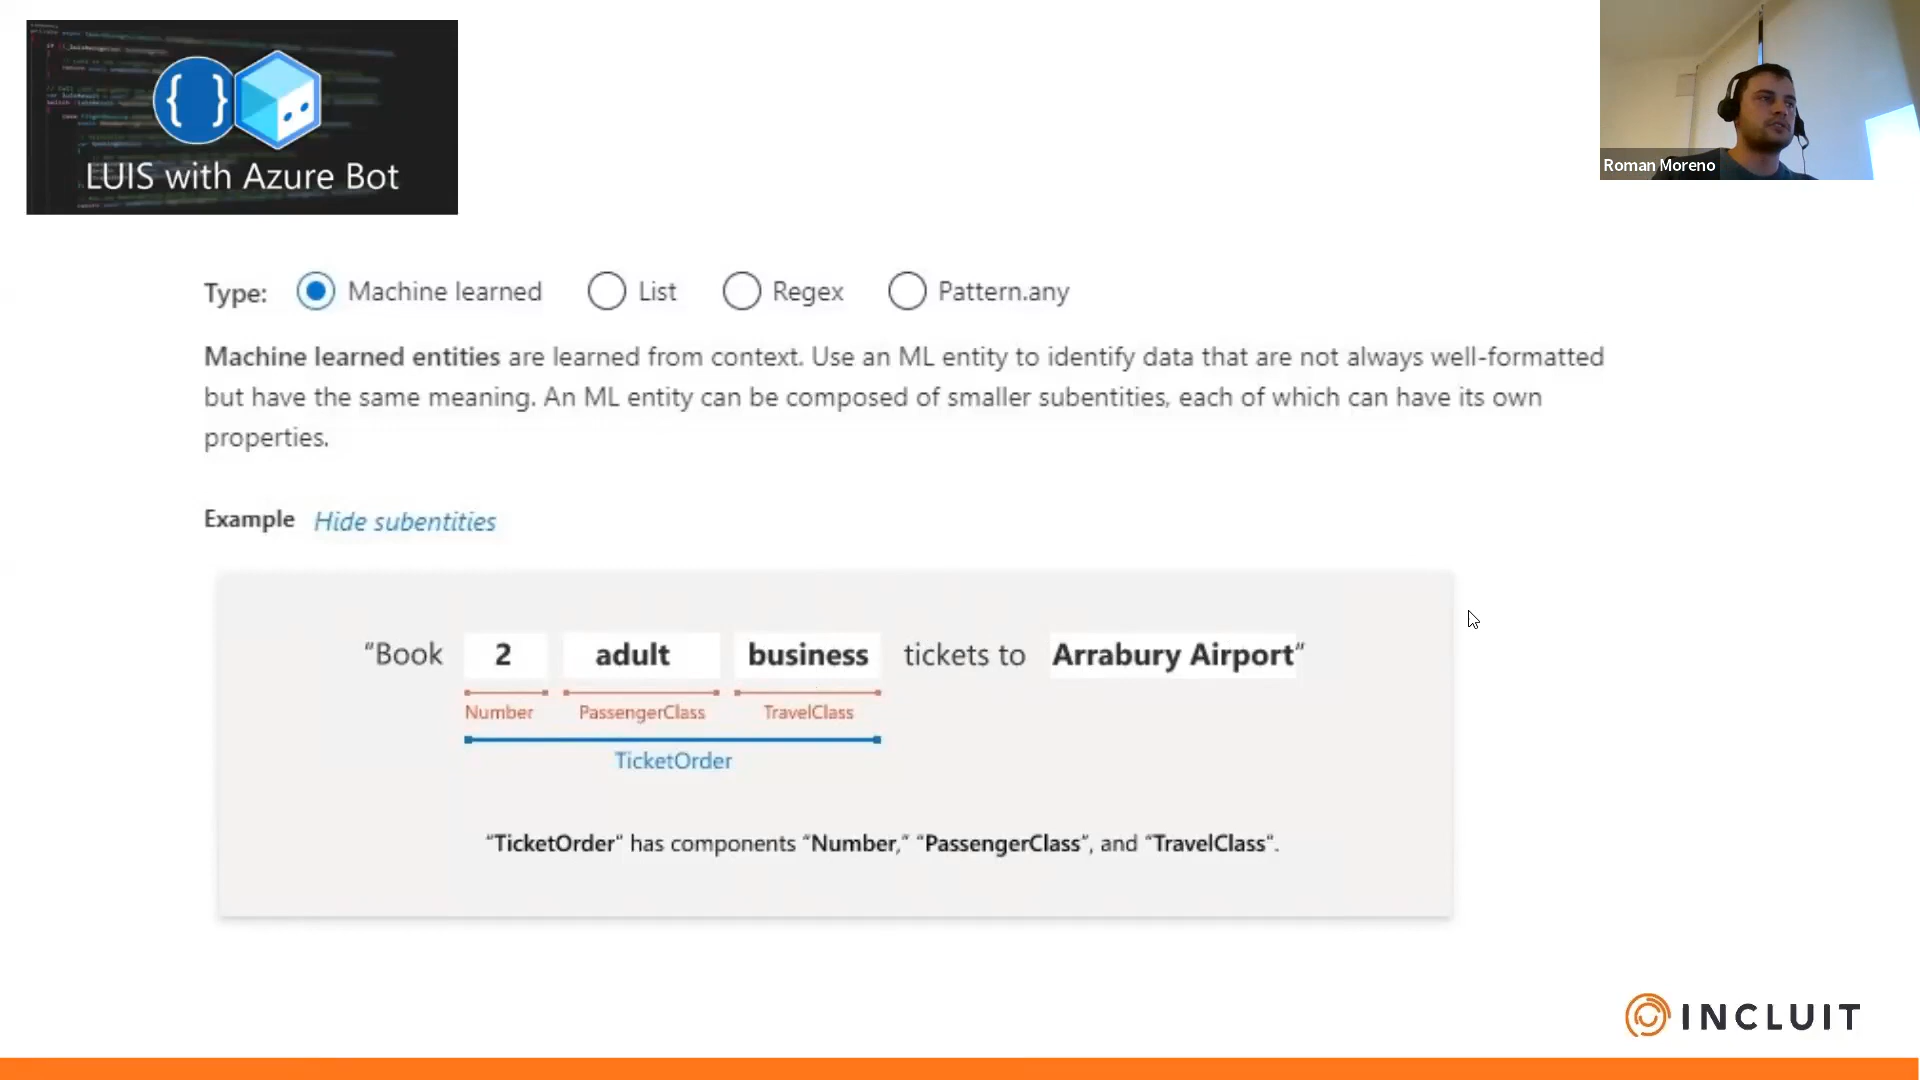 LUIS with Azure Bot
Roman Moreno
Type: Machine learned List Regex Pattern.any
Machine learned entities are learned from context. Use an ML entity to identify data that are not always well-formatted
but have the same meaning. An ML entity can be composed of smaller subentities, each of which can have its own
properties.
Example Hide subentities
“Book 2 adult business tickets to Arrabury Airport”
Number PassengerClass TravelClass
TicketOrder
“TicketOrder” has components “Number,” “PassengerClass”, and “TravelClass”.
INCLUIT